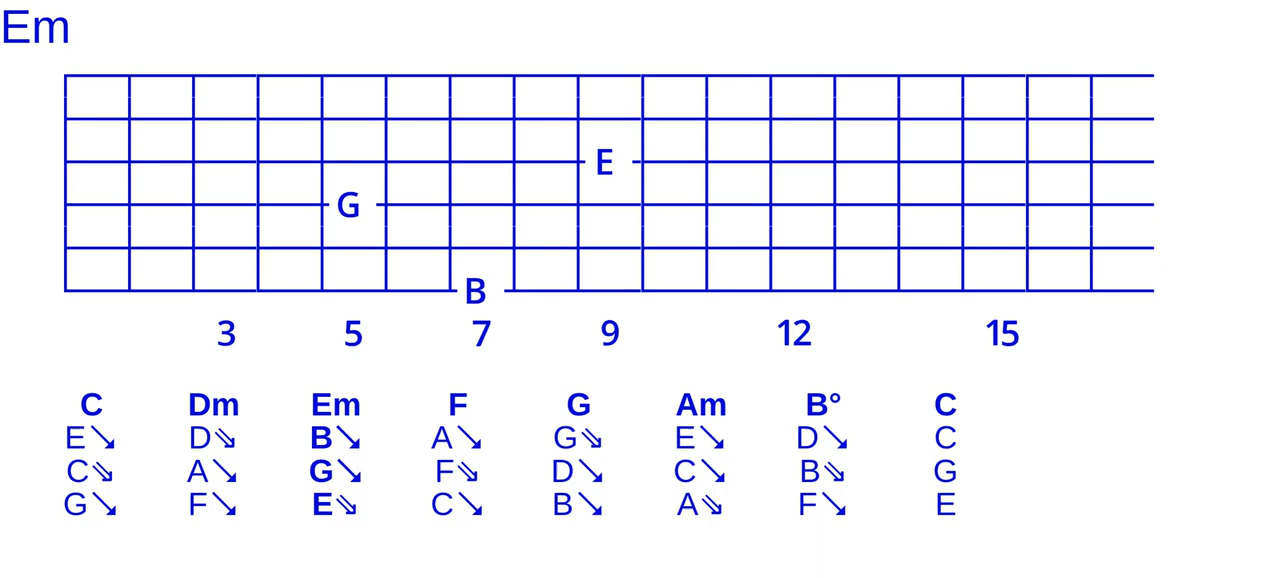 Em
E
G
B
3 5 7 9 12 15
C Dm Em F G Am B° C
E↘ D⇘ B↘ A↘ G⇘ E↘ D↘ C
C⇘ A↘ G↘ F⇘ D↘ C↘ B⇘ G
G↘ F↘ E⇘ C↘ B↘ A⇘ F↘ E